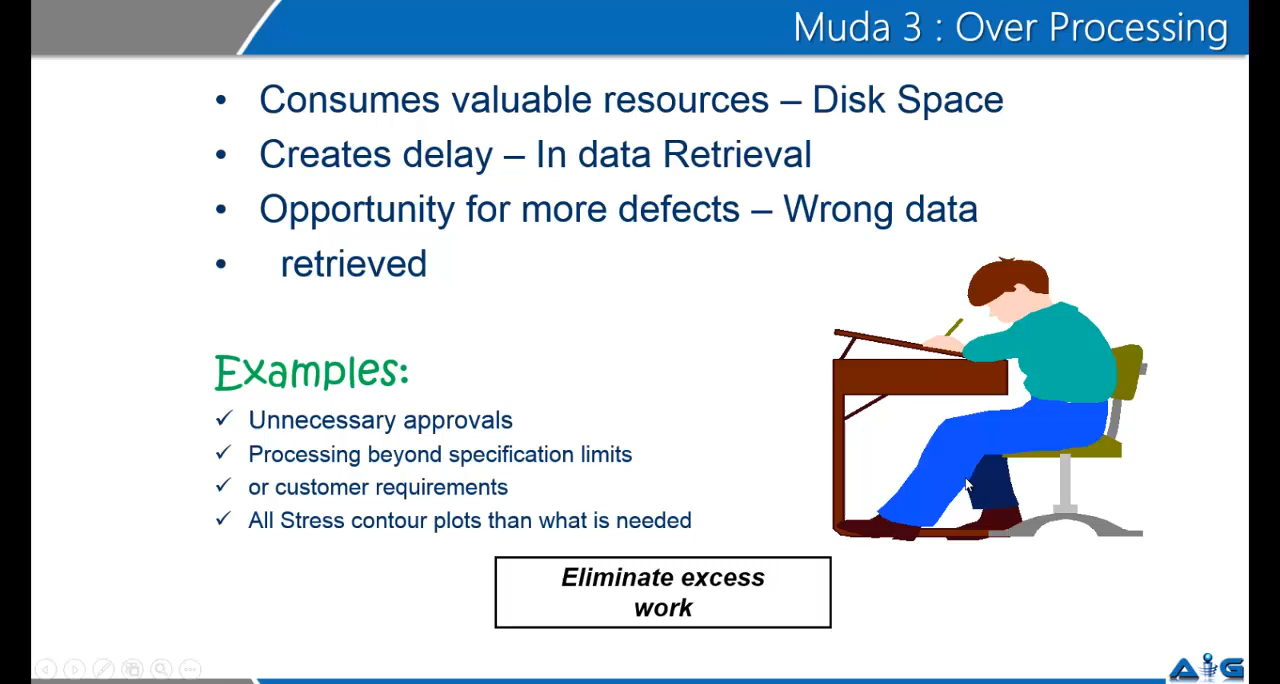 Muda 3 : Over Processing
• Consumes valuable resources – Disk Space
• Creates delay – In data Retrieval
• Opportunity for more defects – Wrong data
• retrieved
Examples:
✓ Unnecessary approvals
✓ Processing beyond specification limits
✓ or customer requirements
✓ All Stress contour plots than what is needed
Eliminate excess
work
AiG